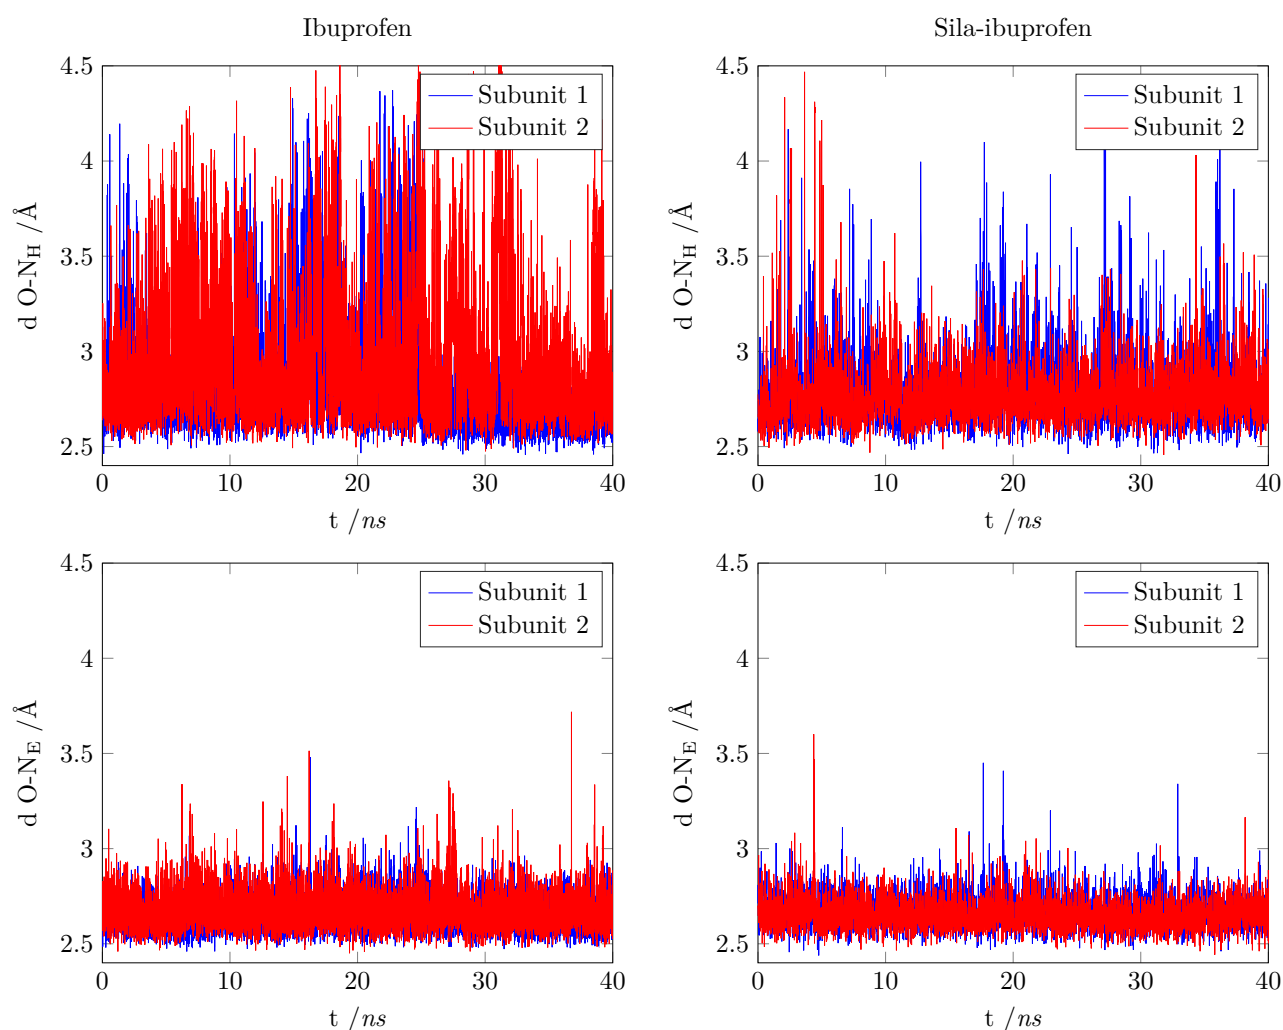 Ibuprofen
4.5
4
3.5
3
2.5
0
10
20
30
40
d O-N_H /Å
t /ns
Subunit 1
Subunit 2
Sila-ibuprofen
4.5
4
3.5
3
2.5
0
10
20
30
40
d O-N_H /Å
t /ns
Subunit 1
Subunit 2
4.5
4
3.5
3
2.5
0
10
20
30
40
d O-N_E /Å
t /ns
Subunit 1
Subunit 2
4.5
4
3.5
3
2.5
0
10
20
30
40
d O-N_E /Å
t /ns
Subunit 1
Subunit 2